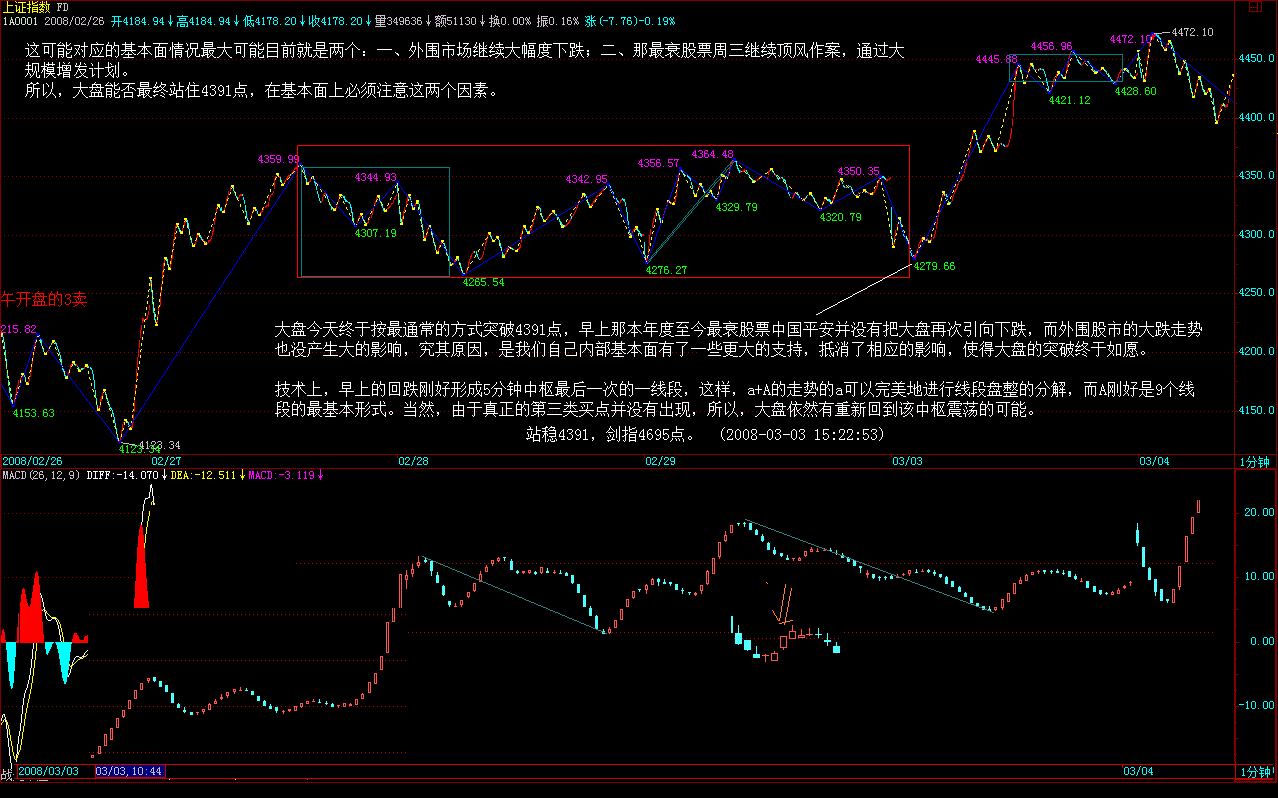 上证指数 FD
1A0001 2008/02/26 开4184.94↓高4184.94↓低4178.20↓收4178.20↓量349636↓额51130↓换0.00% 振0.16% 涨(-7.76)-0.19%
这可能对应的基本面情况最大可能目前就是两个：一、外围市场继续大幅度下跌；二、那最衰股票周三继续顶风作案，通过大
规模增发计划。
所以，大盘能否最终站住4391点，在基本面上必须注意这两个因素。
4472.10
4472.10
4456.96
4445.88
4421.12
4428.60
4450.0
4400.0
4359.99
4344.93
4307.19
4265.54
4342.95
4356.57
4364.48
4276.27
4329.79
4350.35
4320.79
4279.66
4350.0
4300.0
4250.0
4200.0
4150.0
午开盘的3卖
215.82
4153.63
4123.34
4123.34
大盘今天终于按最通常的方式突破4391点，早上那本年度至今最衰股票中国平安并没有把大盘再次引向下跌，而外围股市的大跌走势
也没产生大的影响，究其原因，是我们自己内部基本面有了一些更大的支持，抵消了相应的影响，使得大盘的突破终于如愿。
技术上，早上的回跌刚好形成5分钟中枢最后一次的一线段，这样，a+A的走势的a可以完美地进行线段盘整的分解，而A刚好是9个线
段的最基本形式。当然，由于真正的第三类买点并没有出现，所以，大盘依然有重新回到该中枢震荡的可能。
站稳4391，剑指4695点。 （2008-03-03 15:22:53）
2008/02/26 02/27 02/28 02/29 03/03 03/04 1分钟
MACD(26,12,9) DIFF:-14.070↓ DEA:-12.511↓ MACD:-3.119↓
20.00
10.00
0.00
-10.00
2008/03/03 03/03,10:44 03/04 1分钟